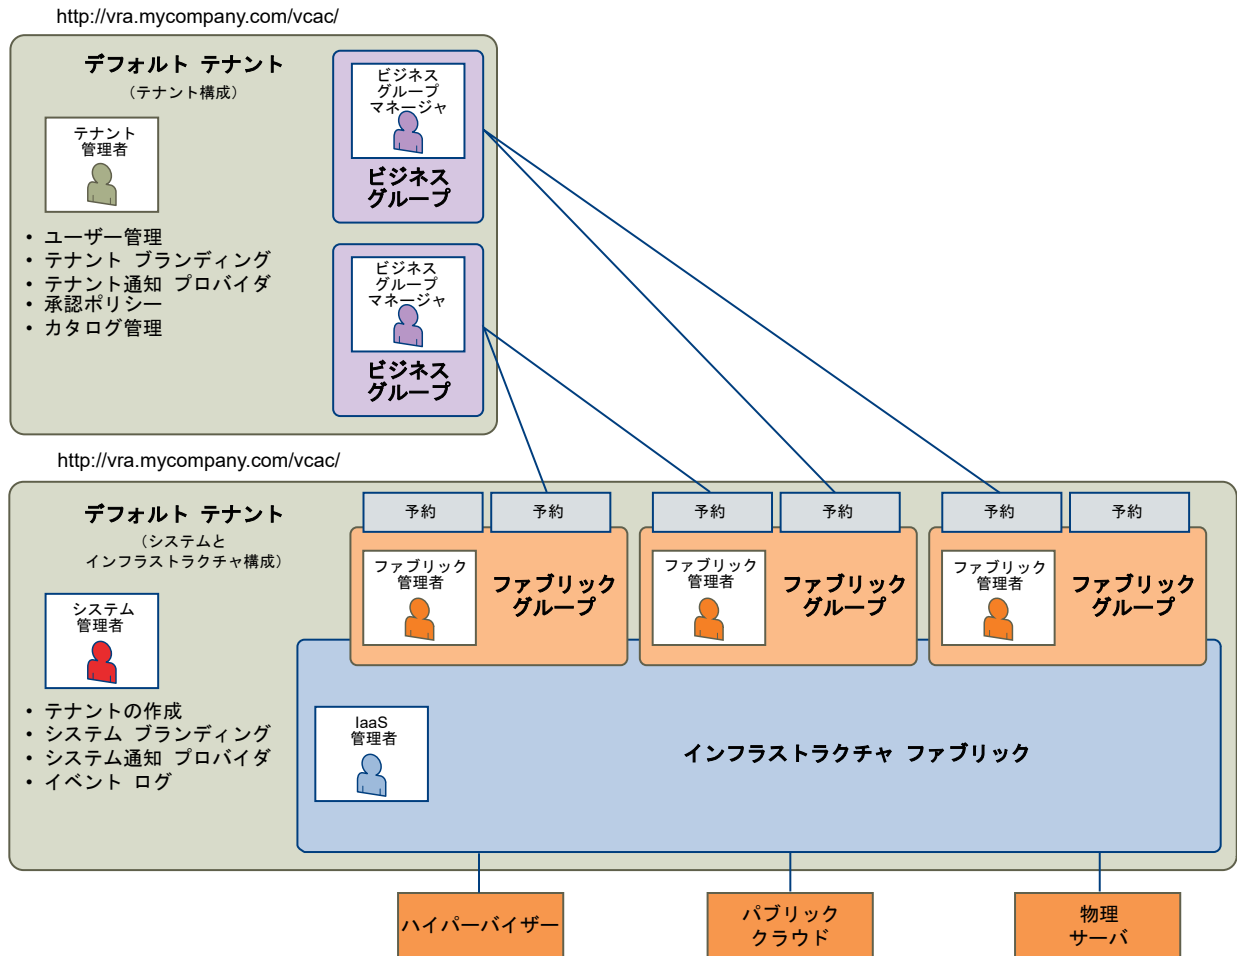 http://vra.mycompany.com/vcac/
デフォルト テナント
（テナント構成）
テナント
管理者
• ユーザー管理
• テナント ブランディング
• テナント通知 プロバイダ
• 承認ポリシー
• カタログ管理
ビジネス
グループ
マネージャ
ビジネス
グループ
ビジネス
グループ
マネージャ
ビジネス
グループ
http://vra.mycompany.com/vcac/
デフォルト テナント
（システムと
インフラストラクチャ構成）
システム
管理者
• テナントの作成
• システム ブランディング
• システム通知 プロバイダ
• イベント ログ
予約
予約
ファブリック
管理者
ファブリック
グループ
予約
予約
ファブリック
管理者
ファブリック
グループ
予約
予約
ファブリック
管理者
ファブリック
グループ
IaaS
管理者
インフラストラクチャ ファブリック
ハイパーバイザー
パブリック
クラウド
物理
サーバ